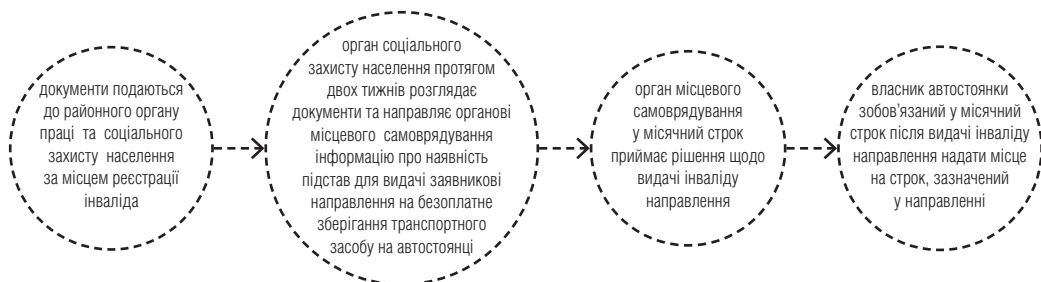 документи подаються
до районного органу
праці та соціального
захисту населення
за місцем реєстрації
інваліда
орган соціального
захисту населення протягом
двох тижнів розглядає
документи та направляє органові
місцевого самоврядування
інформацію про наявність
підстав для видачі заявникові
направлення на безоплатне
зберігання транспортного
засобу на автостоянці
орган місцевого
самоврядування
у місячний строк
приймає рішення щодо
видачі інваліду
направлення
власник автостоянки
зобов’язаний у місячний
строк після видачі інваліду
направлення надати місце
на строк, зазначений
у направленні